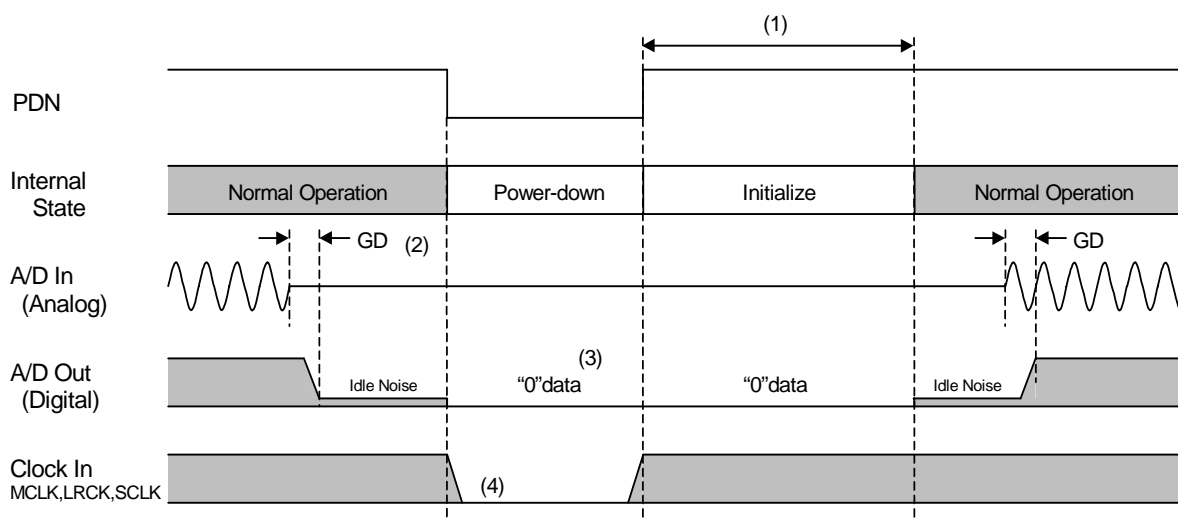 (1)
PDN
Internal
State
Normal Operation
Power-down
Initialize
Normal Operation
GD
(2)
GD
A/D In
(Analog)
A/D Out
(Digital)
Idle Noise
(3)
“0”data
“0”data
Idle Noise
Clock In
MCLK,LRCK,SCLK
(4)